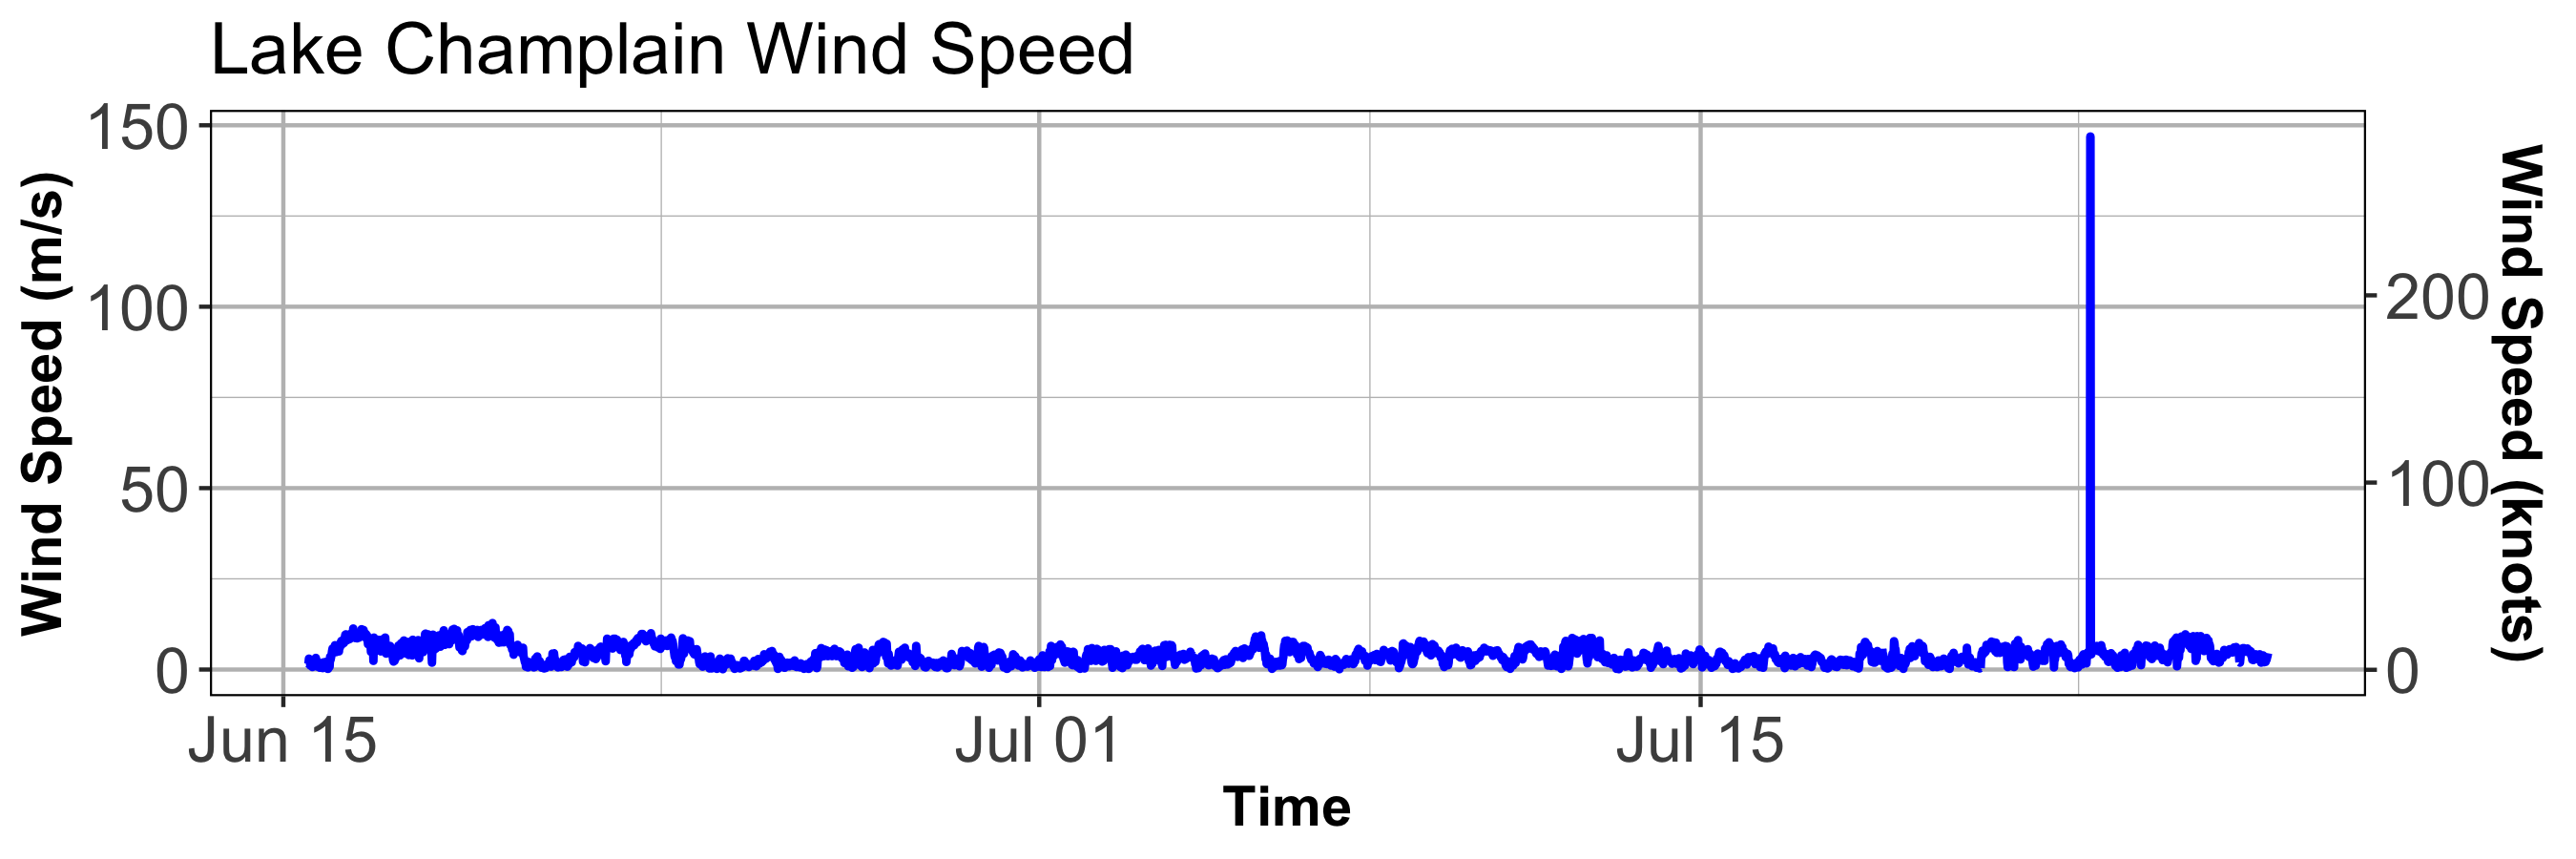 Lake Champlain Wind Speed
Wind Speed (m/s)
150
100
50
0
200
100
0
Wind Speed (knots)
Jun 15
Jul 01
Jul 15
Time